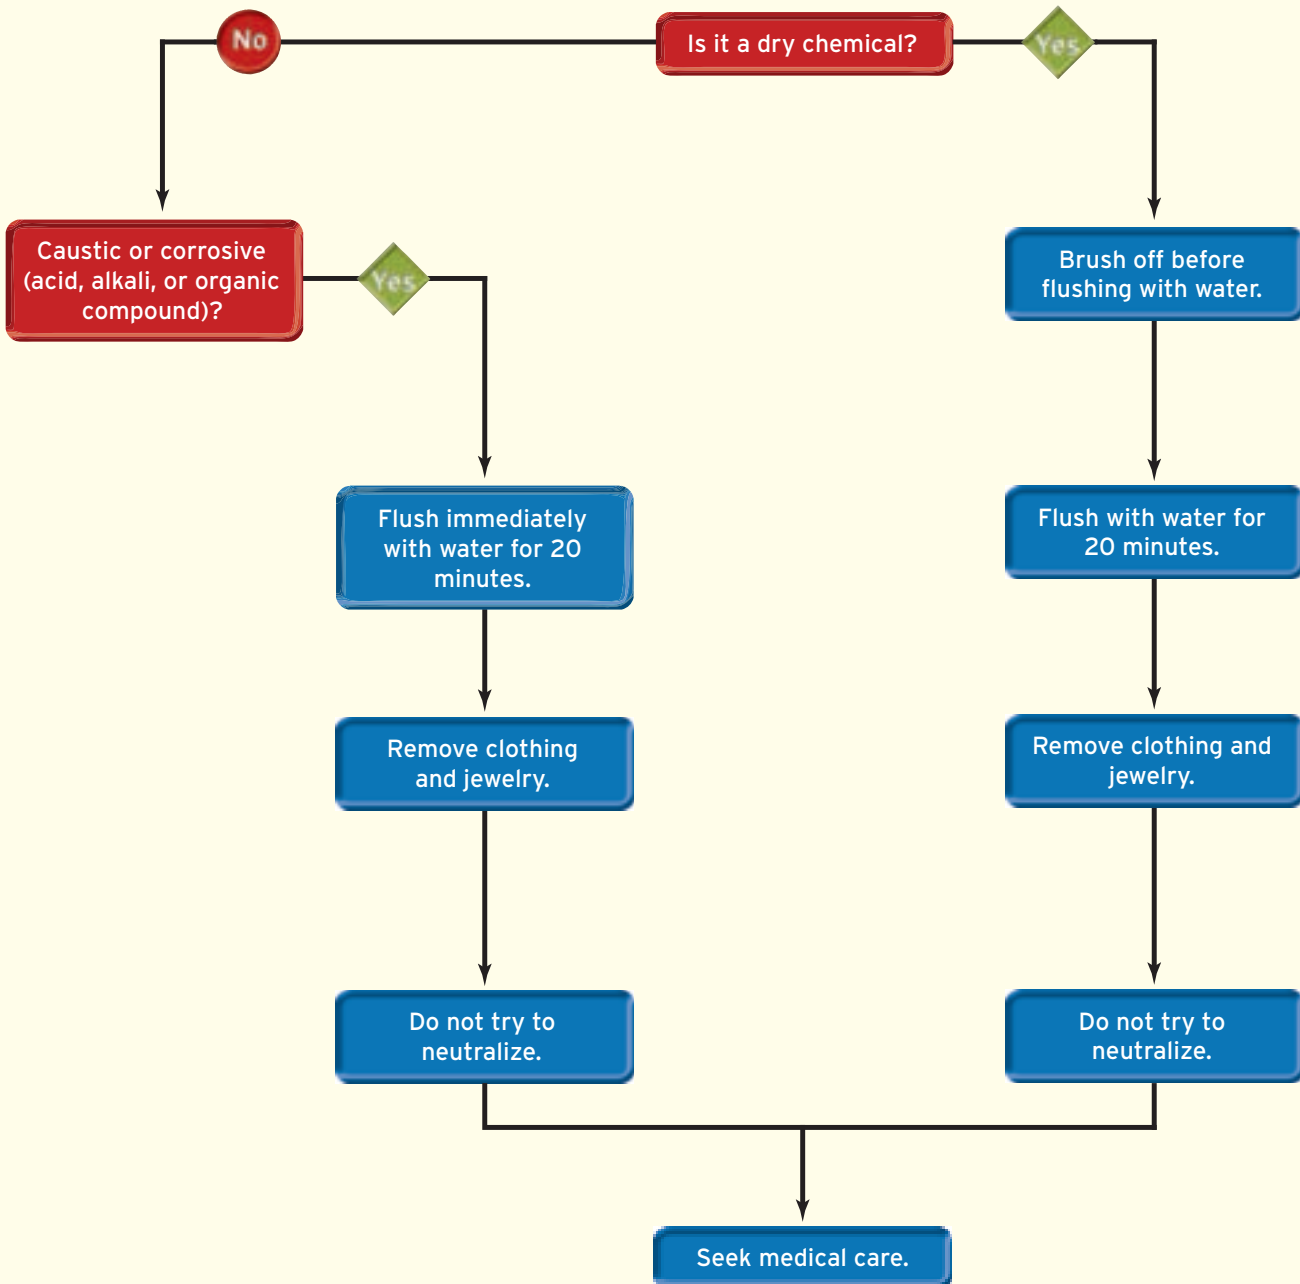 No
Is it a dry chemical?
Yes
Caustic or corrosive
(acid, alkali, or organic
compound)?
Yes
Brush off before
flushing with water.
Flush immediately
with water for 20
minutes.
Flush with water for
20 minutes.
Remove clothing
and jewelry.
Remove clothing and
jewelry.
Do not try to
neutralize.
Do not try to
neutralize.
Seek medical care.